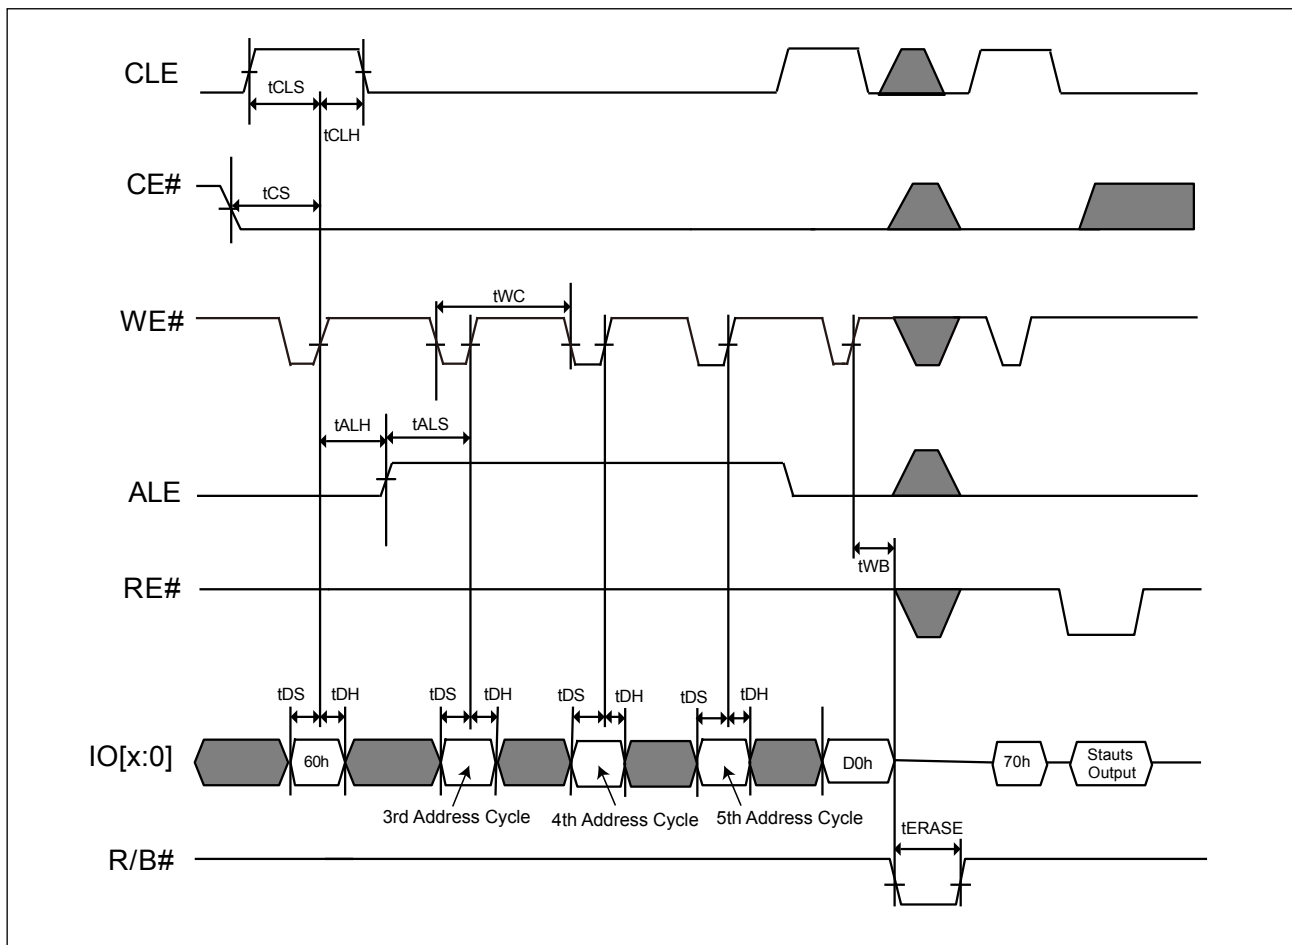 CLE
tCLS
tCLH
CE#
tCS
tWC
WE#
tALH
tALS
ALE
tWB
RE#
tDS
tDH
tDS
tDH
tDS
tDH
tDS
tDH
IO[x:0]
60h
D0h
70h
Stauts
Output
3rd Address Cycle
4th Address Cycle
5th Address Cycle
tERASE
R/B#